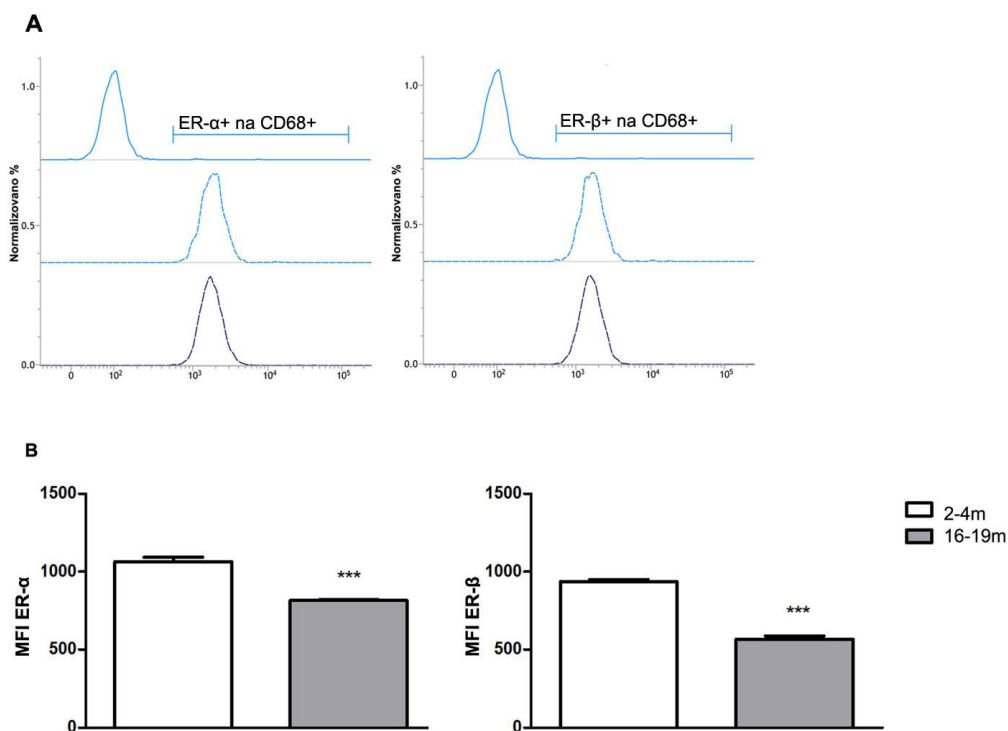 A
ER-α+ na CD68+
Normalizovano %
1.0
0.5
0.0
0 10² 10³ 10⁴ 10⁵
ER-β+ na CD68+
Normalizovano %
1.0
0.5
0.0
0 10² 10³ 10⁴ 10⁵
B
MFI ER-α
1500
1000
500
0
***
MFI ER-β
1500
1000
500
0
***
2-4m
16-19m